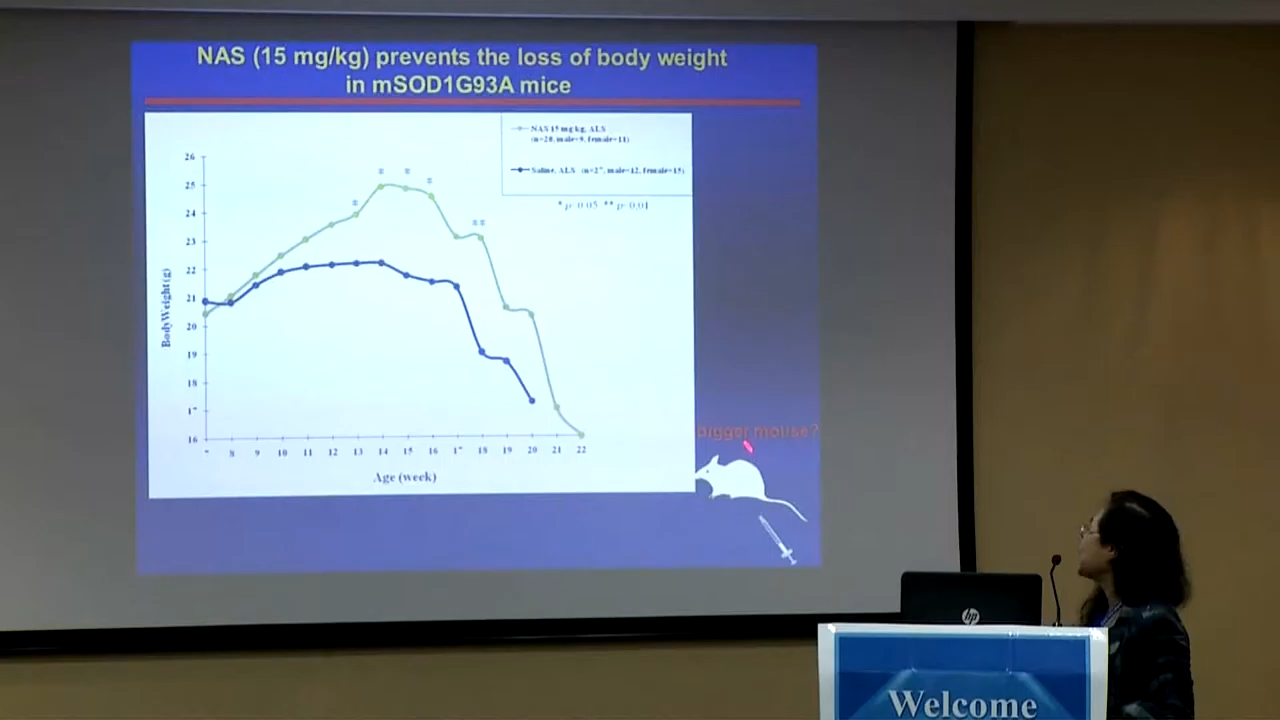 NAS (15 mg/kg) prevents the loss of body weight
in mSOD1G93A mice
NAS 15 mg/kg, ALS
(n=20, male=9, female=11)
Saline, ALS (n=2", male=12, female=15)
* p<0.05 ** p<0.01
26
25
24
23
22
21
20
19
18
1"
16
Body Weight (g)
" 8 9 10 11 12 13 14 15 16 1" 18 19 20 21 22
Age (week)
* * * * **
bigger mouse?
hp
Welcome